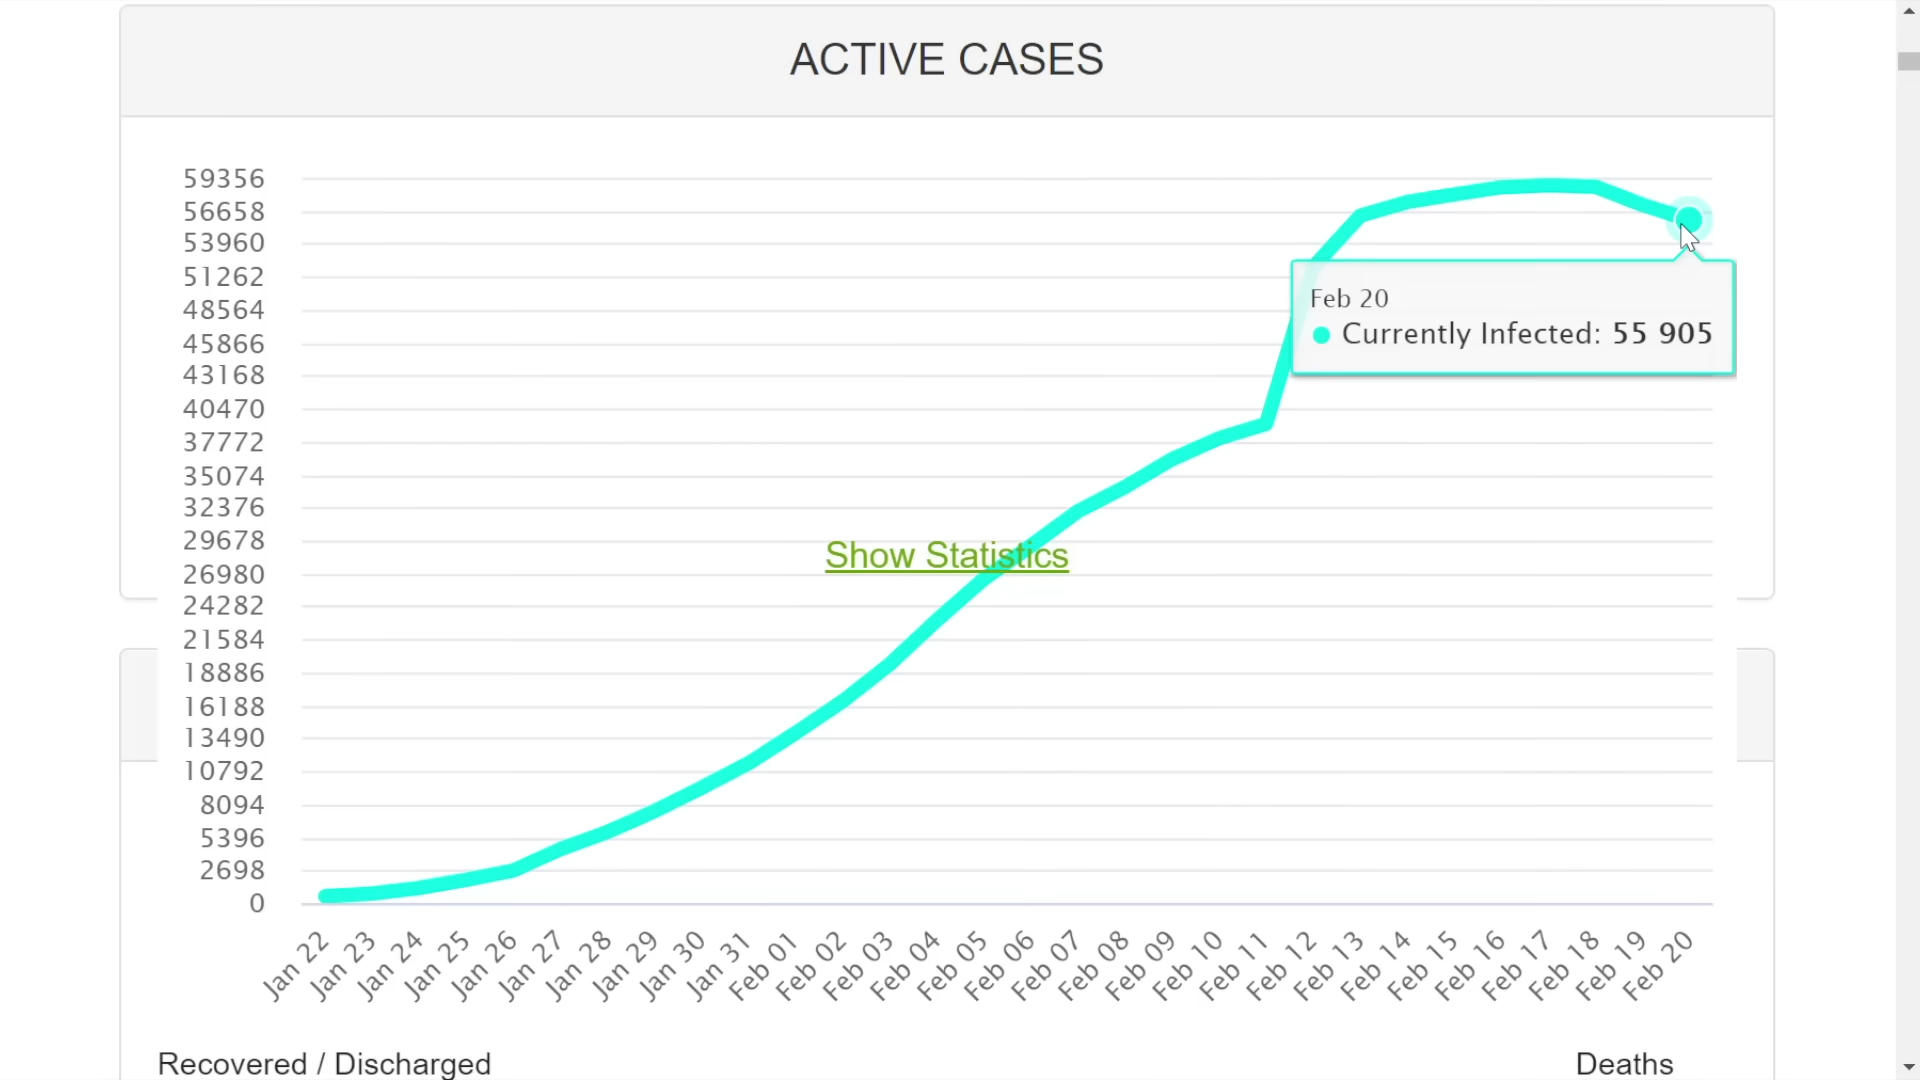 ACTIVE CASES
59356
56658
53960
51262
48564
45866
43168
40470
37772
35074
32376
29678
26980
24282
21584
18886
16188
13490
10792
8094
5396
2698
0
Feb 20
Currently Infected: 55 905
Show Statistics
Jan 22
Jan 23
Jan 24
Jan 25
Jan 26
Jan 27
Jan 28
Jan 29
Jan 30
Jan 31
Feb 01
Feb 02
Feb 03
Feb 04
Feb 05
Feb 06
Feb 07
Feb 08
Feb 09
Feb 10
Feb 11
Feb 12
Feb 13
Feb 14
Feb 15
Feb 16
Feb 17
Feb 18
Feb 19
Feb 20
Recovered / Discharged
Deaths